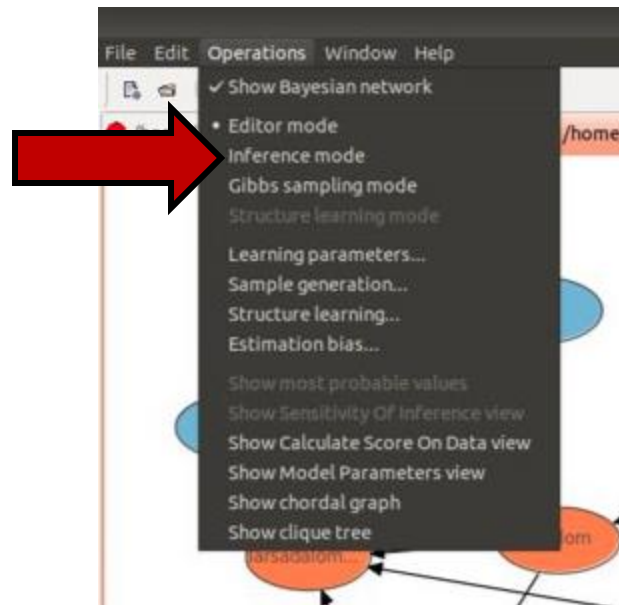 File Edit Operations Window Help
✓ Show Bayesian network
• Editor mode
/home
Inference mode
Gibbs sampling mode
Structure learning mode
Learning parameters...
Sample generation...
Structure learning...
Estimation bias...
Show most probable values
Show Sensitivity Of Inference view
Show Calculate Score On Data view
Show Model Parameters view
Show chordal graph
Show clique tree